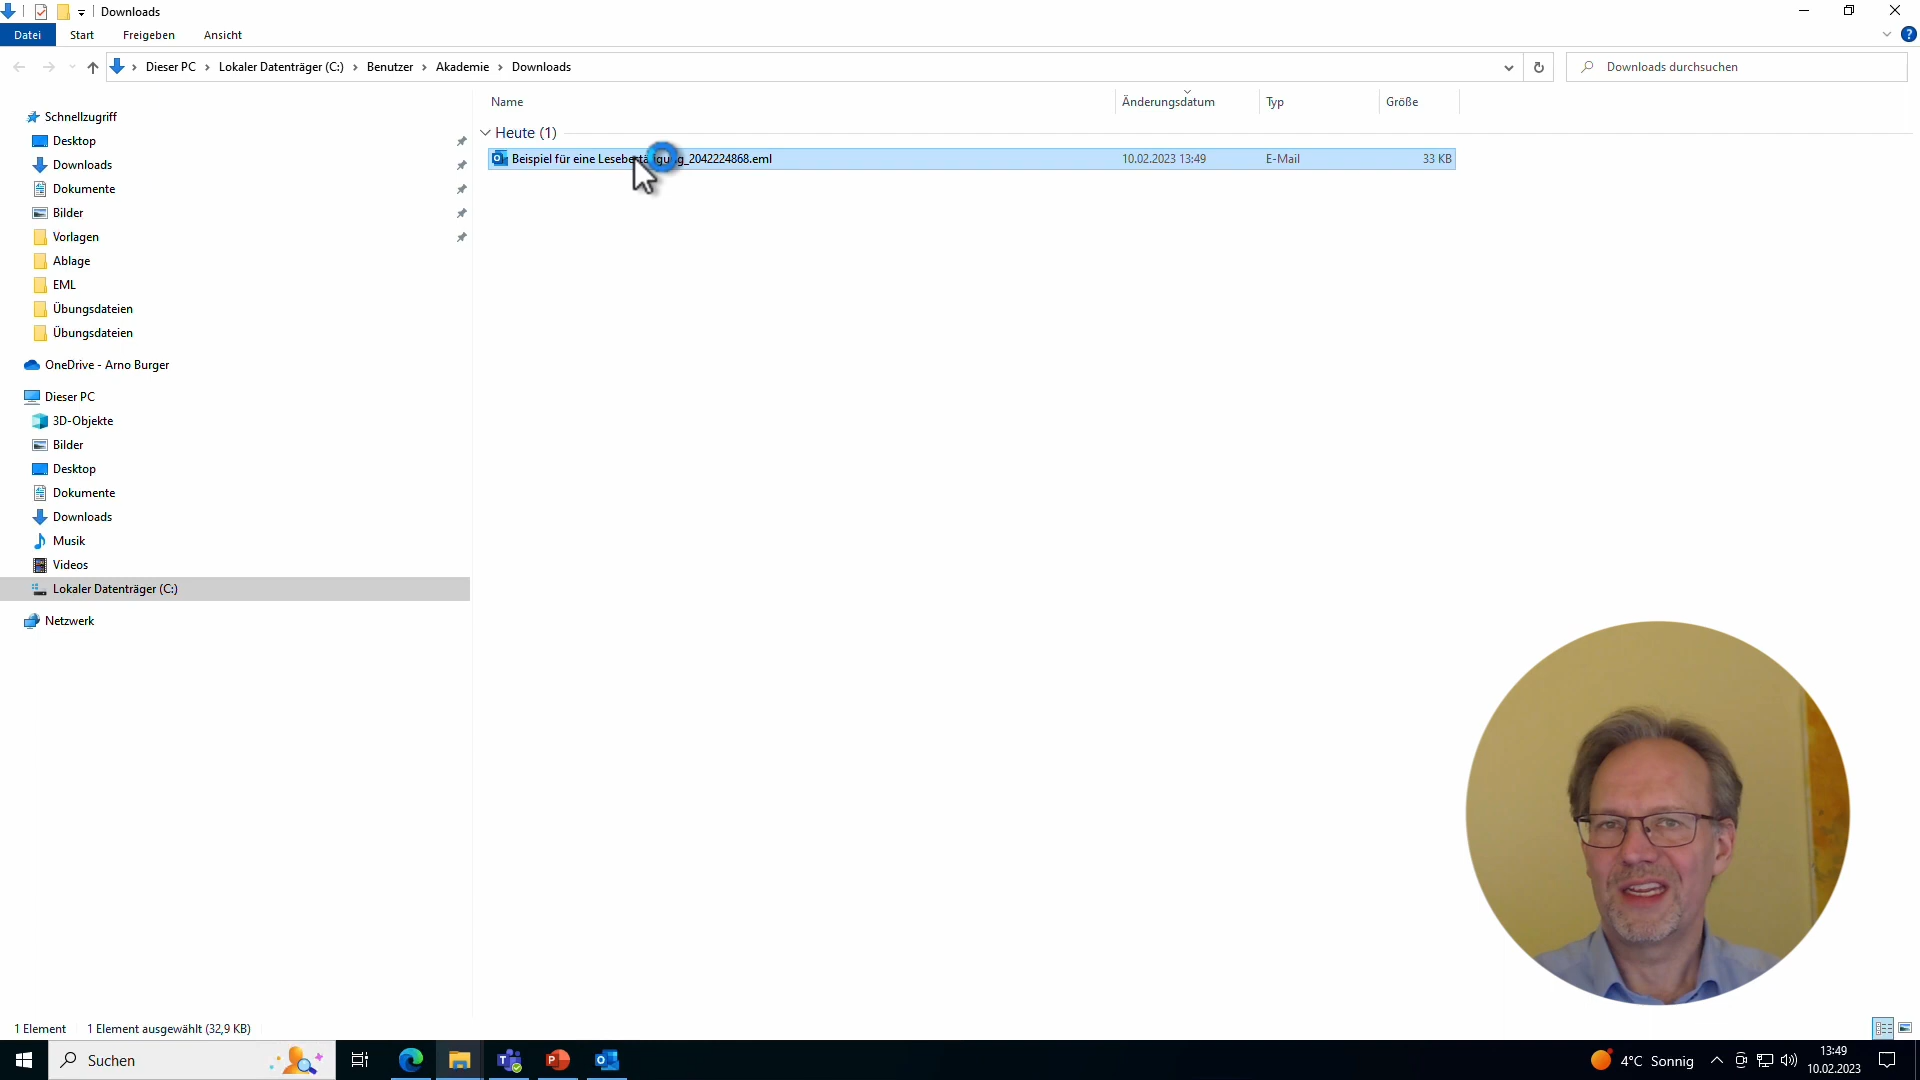 Downloads
Datei Start Freigeben Ansicht
Dieser PC Lokaler Datenträger (C:) Benutzer Akademie Downloads
Downloads durchsuchen
Name Änderungsdatum Typ Größe
Heute (1)
Beispiel für eine Lesebestätigung_2042224868.eml 10.02.2023 13:49 E-Mail 33 KB
Schnellzugriff
Desktop
Downloads
Dokumente
Bilder
Vorlagen
Ablage
EML
Übungsdateien
Übungsdateien
OneDrive - Arno Burger
Dieser PC
3D-Objekte
Bilder
Desktop
Dokumente
Downloads
Musik
Videos
Lokaler Datenträger (C:)
Netzwerk
1 Element 1 Element ausgewählt (32,9 KB)
Suchen
4°C Sonnig
13:49
10.02.2023